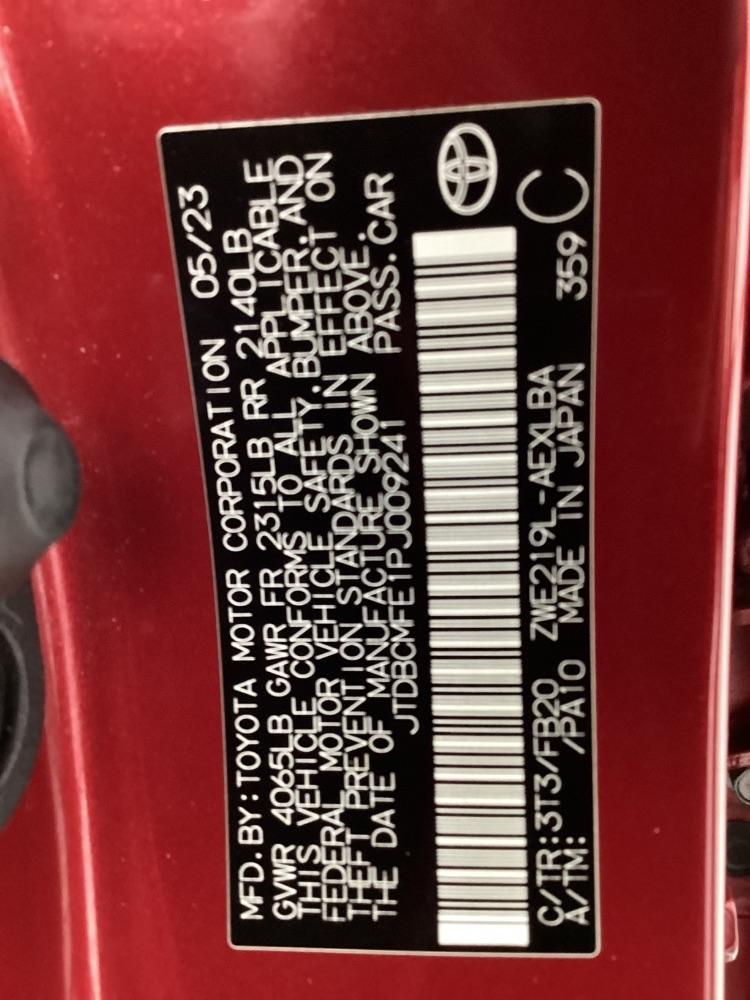 MFD.BY:TOYOTA MOTOR CORPORATION 05/23
GVWR 4065LB GAWR FR 2315LB RR 2140LB
THIS VEHICLE CONFORMS TO ALL APPLICABLE
FEDERAL MOTOR VEHICLE SAFETY,BUMPER,AND
THEFT PREVENTION STANDARDS IN EFFECT ON
THE DATE OF MANUFACTURE SHOWN ABOVE.
JTDBCMFE1PJ009241 PASS.CAR
C/TR:3T3/FB20 ZWE219L-AEXLBA 359 C
A/TM: /PA10 MADE IN JAPAN